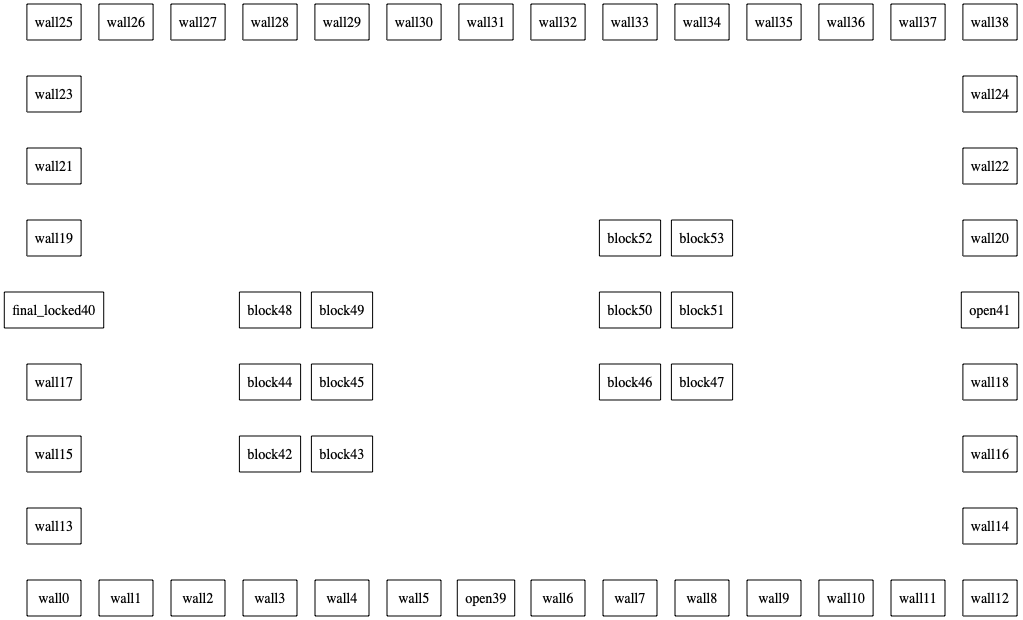 wall25 wall26 wall27 wall28 wall29 wall30 wall31 wall32 wall33 wall34 wall35 wall36 wall37 wall38
wall23 wall24
wall21 wall22
wall19 block52 block53 wall20
final_locked40 block48 block49 block50 block51 open41
wall17 block44 block45 block46 block47 wall18
wall15 block42 block43 wall16
wall13 wall14
wall0 wall1 wall2 wall3 wall4 wall5 open39 wall6 wall7 wall8 wall9 wall10 wall11 wall12